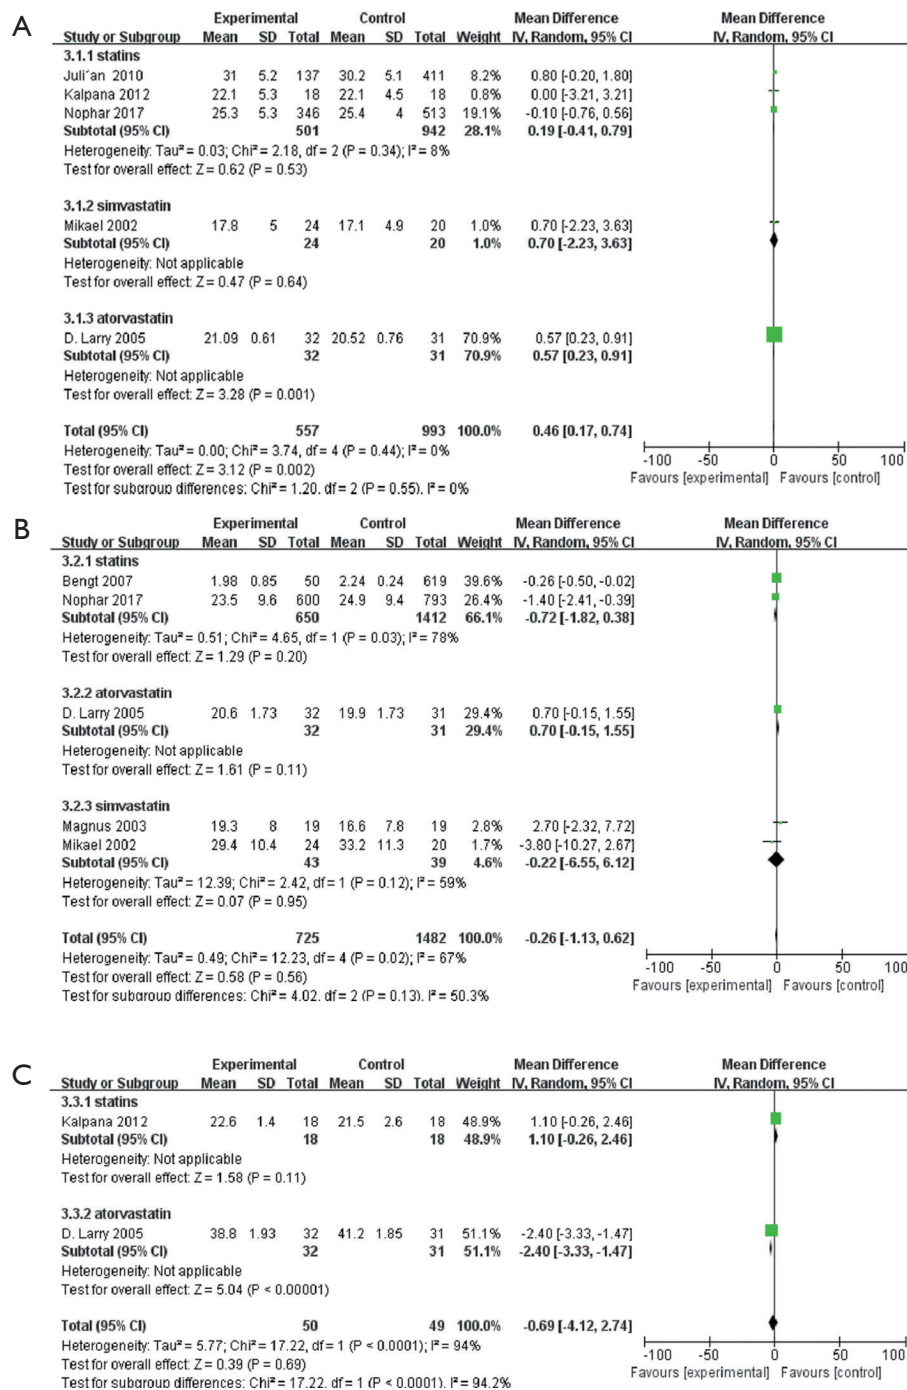 A
Experimental Control Mean Difference Mean Difference
Study or Subgroup Mean SD Total Mean SD Total Weight IV, Random, 95% CI IV, Random, 95% CI
3.1.1 statins
Juli´an 2010 31 5.2 137 30.2 5.1 411 8.2% 0.80 [-0.20, 1.80]
Kalpana 2012 22.1 5.3 18 22.1 4.5 18 0.8% 0.00 [-3.21, 3.21]
Nophar 2017 25.3 5.3 346 25.4 4 513 19.1% -0.10 [-0.76, 0.56]
Subtotal (95% CI) 501 942 28.1% 0.19 [-0.41, 0.79]
Heterogeneity: Tau² = 0.03; Chi² = 2.18, df = 2 (P = 0.34); I² = 8%
Test for overall effect: Z = 0.62 (P = 0.53)
3.1.2 simvastatin
Mikael 2002 17.8 5 24 17.1 4.9 20 1.0% 0.70 [-2.23, 3.63]
Subtotal (95% CI) 24 20 1.0% 0.70 [-2.23, 3.63]
Heterogeneity: Not applicable
Test for overall effect: Z = 0.47 (P = 0.64)
3.1.3 atorvastatin
D. Larry 2005 21.09 0.61 32 20.52 0.76 31 70.9% 0.57 [0.23, 0.91]
Subtotal (95% CI) 32 31 70.9% 0.57 [0.23, 0.91]
Heterogeneity: Not applicable
Test for overall effect: Z = 3.28 (P = 0.001)
Total (95% CI) 557 993 100.0% 0.46 [0.17, 0.74]
Heterogeneity: Tau² = 0.00; Chi² = 3.74, df = 4 (P = 0.44); I² = 0%
Test for overall effect: Z = 3.12 (P = 0.002)
Test for subgroup differences: Chi² = 1.20, df = 2 (P = 0.55), I² = 0%
-100 -50 0 50 100
Favours [experimental] Favours [control]
B
Experimental Control Mean Difference Mean Difference
Study or Subgroup Mean SD Total Mean SD Total Weight IV, Random, 95% CI IV, Random, 95% CI
3.2.1 statins
Bengt 2007 1.98 0.85 50 2.24 0.24 619 39.6% -0.26 [-0.50, -0.02]
Nophar 2017 23.5 9.6 600 24.9 9.4 793 26.4% -1.40 [-2.41, -0.39]
Subtotal (95% CI) 650 1412 66.1% -0.72 [-1.82, 0.38]
Heterogeneity: Tau² = 0.51; Chi² = 4.65, df = 1 (P = 0.03); I² = 78%
Test for overall effect: Z = 1.29 (P = 0.20)
3.2.2 atorvastatin
D. Larry 2005 20.6 1.73 32 19.9 1.73 31 29.4% 0.70 [-0.15, 1.55]
Subtotal (95% CI) 32 31 29.4% 0.70 [-0.15, 1.55]
Heterogeneity: Not applicable
Test for overall effect: Z = 1.61 (P = 0.11)
3.2.3 simvastatin
Magnus 2003 19.3 8 19 16.6 7.8 19 2.8% 2.70 [-2.32, 7.72]
Mikael 2002 29.4 10.4 24 33.2 11.3 20 1.7% -3.80 [-10.27, 2.67]
Subtotal (95% CI) 43 39 4.6% -0.22 [-6.55, 6.12]
Heterogeneity: Tau² = 12.39; Chi² = 2.42, df = 1 (P = 0.12); I² = 59%
Test for overall effect: Z = 0.07 (P = 0.95)
Total (95% CI) 725 1482 100.0% -0.26 [-1.13, 0.62]
Heterogeneity: Tau² = 0.49; Chi² = 12.23, df = 4 (P = 0.02); I² = 67%
Test for overall effect: Z = 0.58 (P = 0.56)
Test for subgroup differences: Chi² = 4.02, df = 2 (P = 0.13), I² = 50.3%
-100 -50 0 50 100
Favours [experimental] Favours [control]
C
Experimental Control Mean Difference Mean Difference
Study or Subgroup Mean SD Total Mean SD Total Weight IV, Random, 95% CI IV, Random, 95% CI
3.3.1 statins
Kalpana 2012 22.6 1.4 18 21.5 2.6 18 48.9% 1.10 [-0.26, 2.46]
Subtotal (95% CI) 18 18 48.9% 1.10 [-0.26, 2.46]
Heterogeneity: Not applicable
Test for overall effect: Z = 1.58 (P = 0.11)
3.3.2 atorvastatin
D. Larry 2005 38.8 1.93 32 41.2 1.85 31 51.1% -2.40 [-3.33, -1.47]
Subtotal (95% CI) 32 31 51.1% -2.40 [-3.33, -1.47]
Heterogeneity: Not applicable
Test for overall effect: Z = 5.04 (P < 0.00001)
Total (95% CI) 50 49 100.0% -0.69 [-4.12, 2.74]
Heterogeneity: Tau² = 5.77; Chi² = 17.22, df = 1 (P < 0.0001); I² = 94%
Test for overall effect: Z = 0.39 (P = 0.69)
Test for subgroup differences: Chi² = 17.22, df = 1 (P < 0.0001), I² = 94.2%
-100 -50 0 50 100
Favours [experimental] Favours [control]